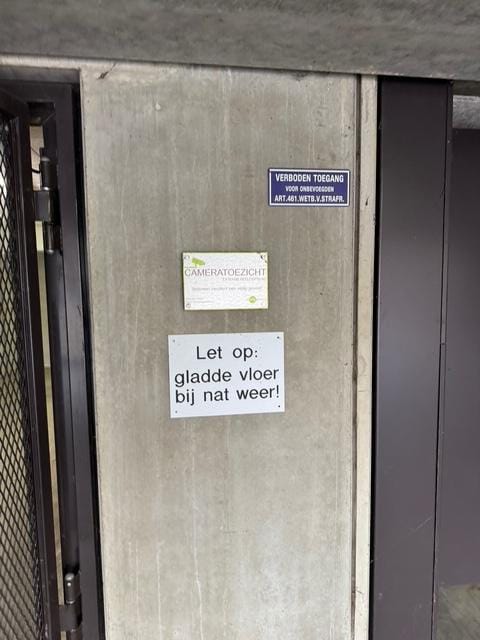 VERBODEN TOEGANG
VOOR ONBEVOEGDEN
ART.461.WETB.V.STRAFR.
CAMERATOEZICHT
Let op:
gladde vloer
bij nat weer!